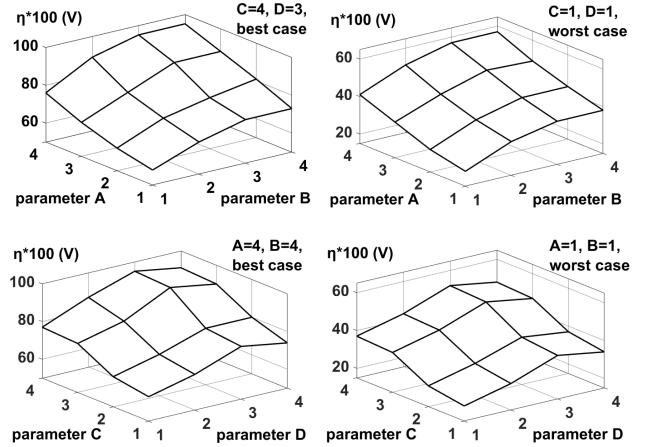 η*100 (V)
C=4, D=3,
best case
100
80
60
4
3
2
1
1
2
3
4
parameter A
parameter B
η*100 (V)
C=1, D=1,
worst case
60
40
20
4
3
2
1
1
2
3
4
parameter A
parameter B
η*100 (V)
A=4, B=4,
best case
100
80
60
4
3
2
1
1
2
3
4
parameter C
parameter D
η*100 (V)
A=1, B=1,
worst case
60
40
20
4
3
2
1
1
2
3
4
parameter C
parameter D